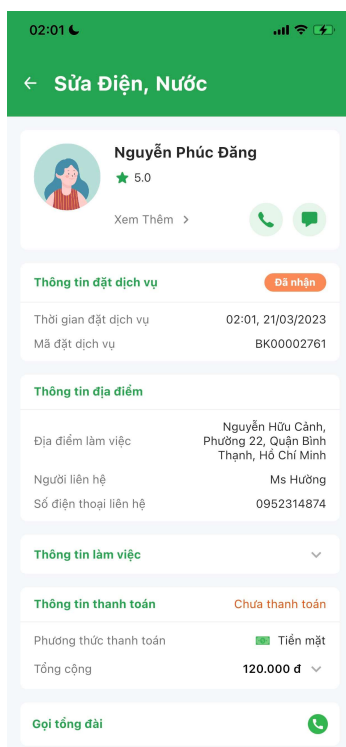 02:01
Sửa Điện, Nước
Nguyễn Phúc Đăng
5.0
Xem Thêm
Thông tin đặt dịch vụ
Đã nhận
Thời gian đặt dịch vụ
02:01, 21/03/2023
Mã đặt dịch vụ
BK00002761
Thông tin địa điểm
Địa điểm làm việc
Nguyễn Hữu Cảnh,
Phường 22, Quận Bình
Thạnh, Hồ Chí Minh
Người liên hệ
Ms Hường
Số điện thoại liên hệ
0952314874
Thông tin làm việc
Thông tin thanh toán
Chưa thanh toán
Phương thức thanh toán
Tiền mặt
Tổng cộng
120.000 đ
Gọi tổng đài